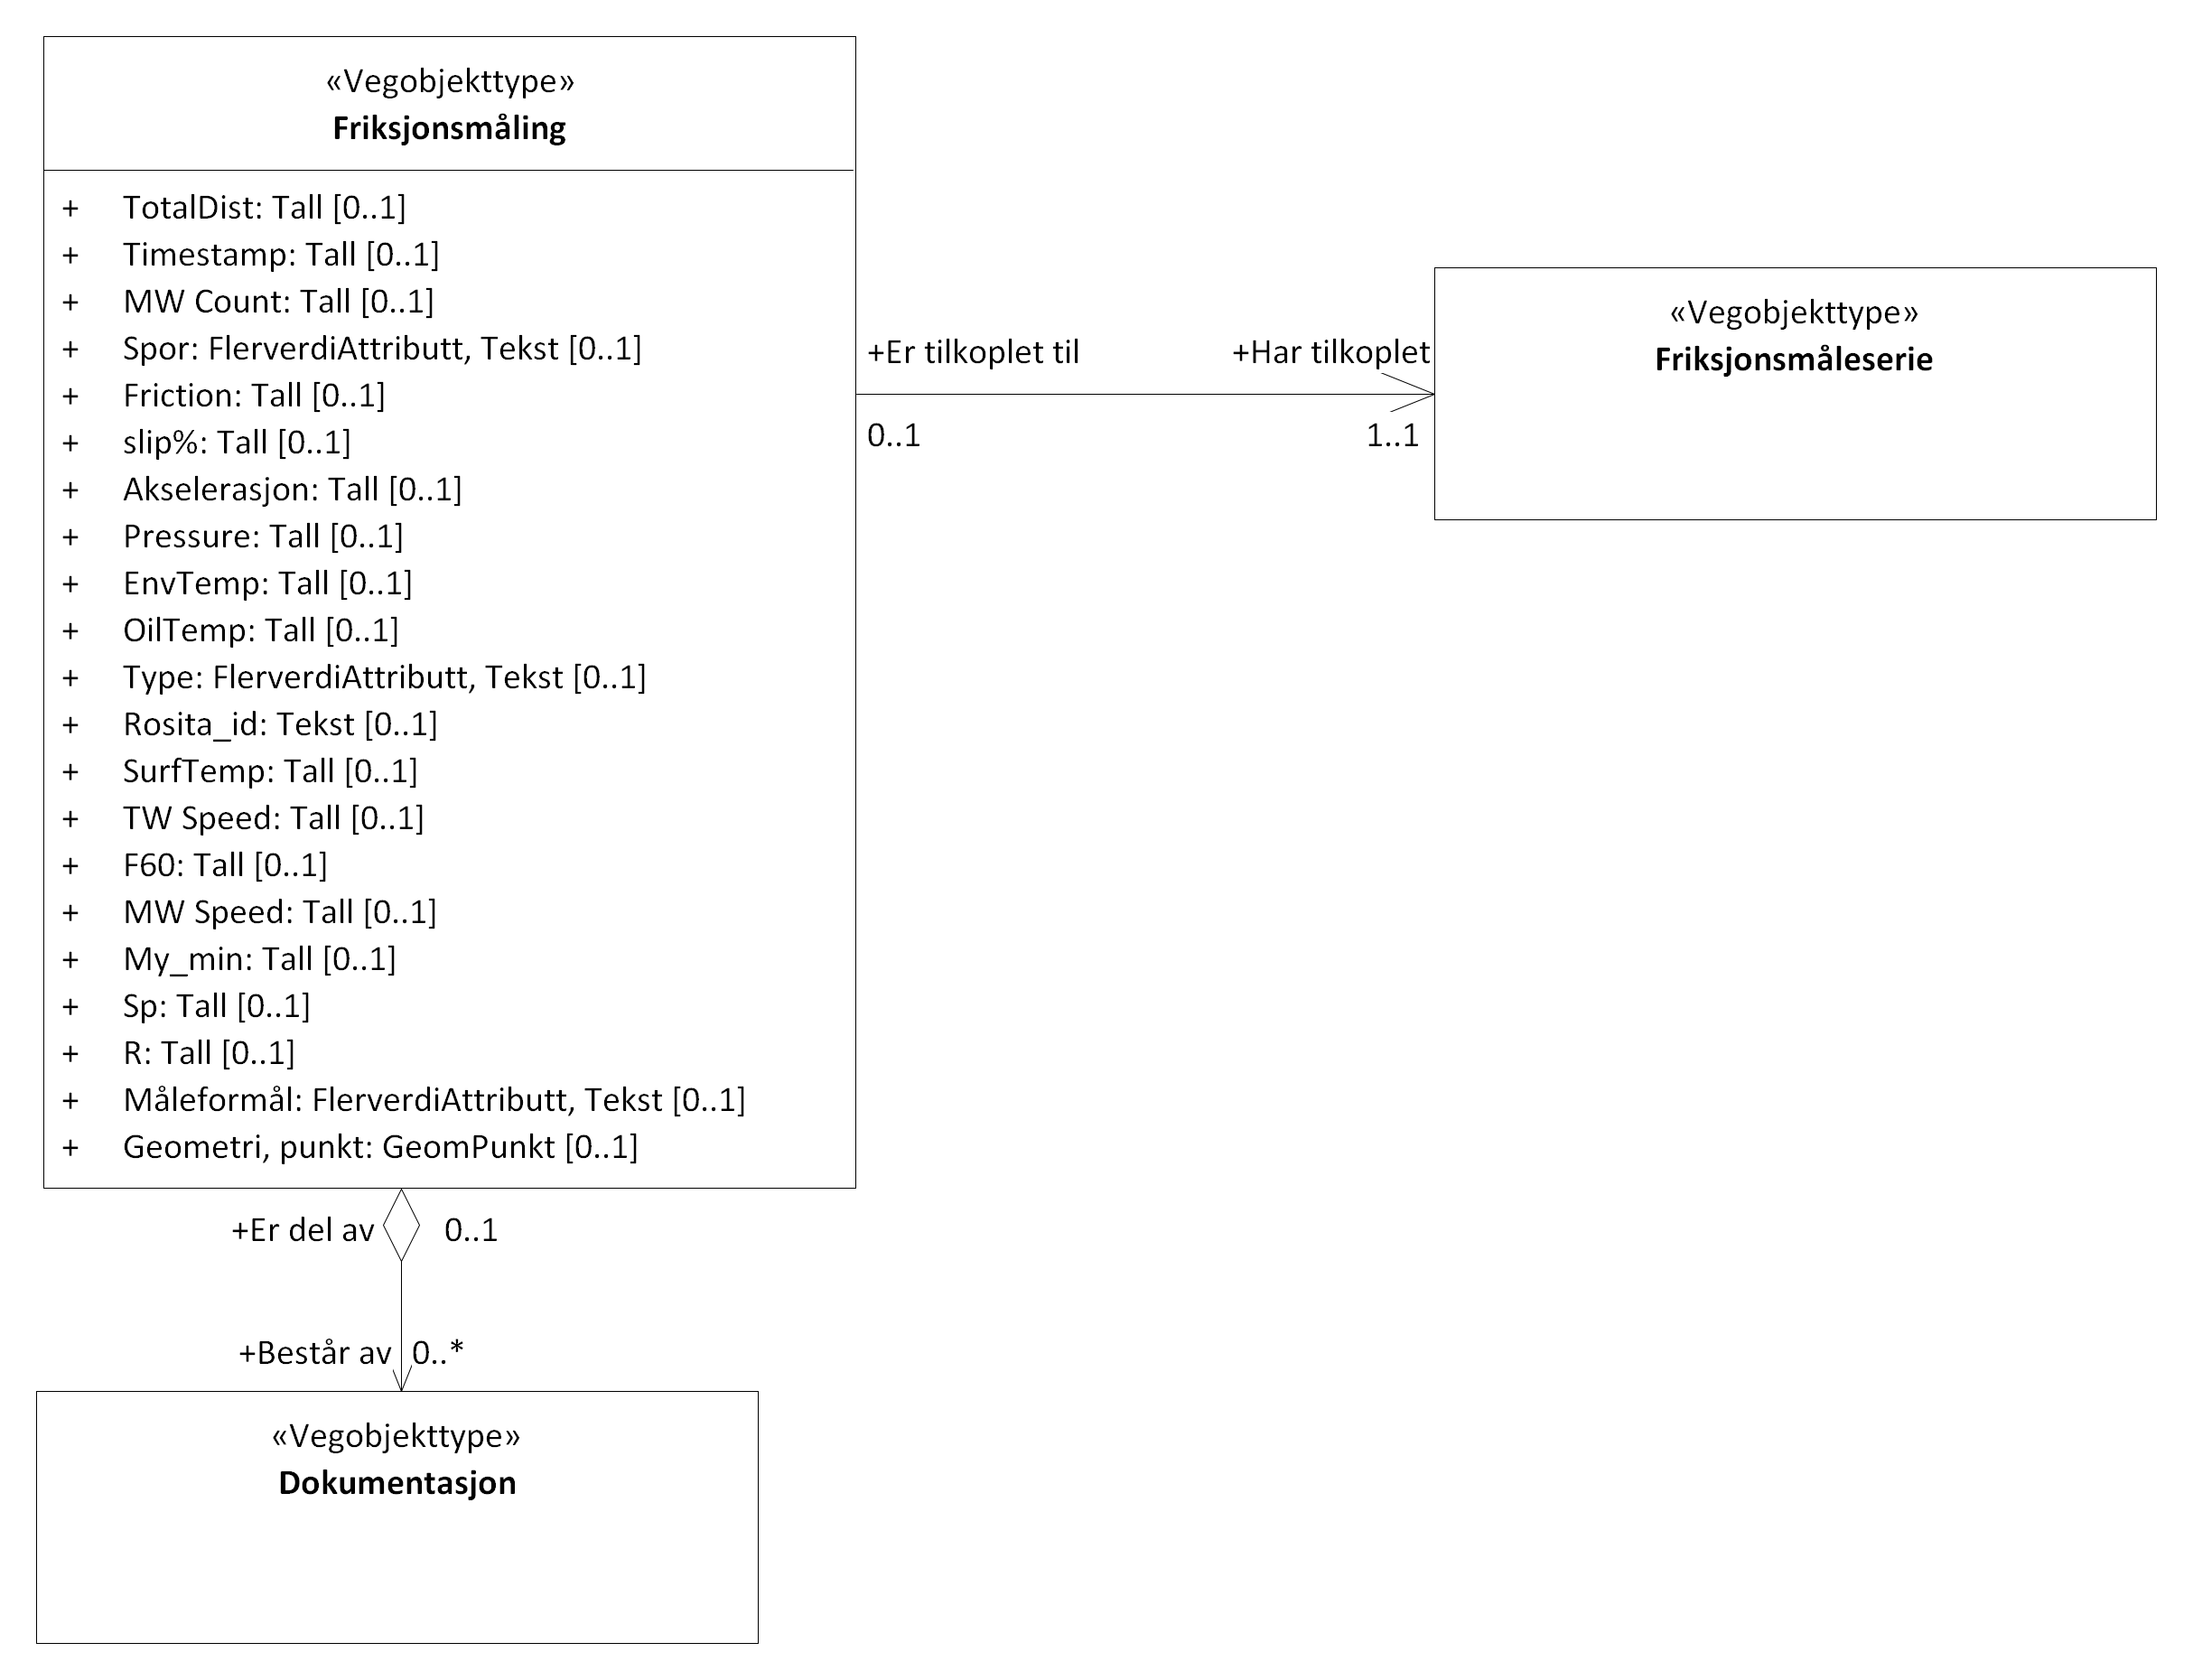 «Vegobjekttype»
Friksjonsmåling
+ TotalDist: Tall [0..1]
+ Timestamp: Tall [0..1]
+ MW Count: Tall [0..1]
+ Spor: FlerverdiAttributt, Tekst [0..1]
+ Friction: Tall [0..1]
+ slip%: Tall [0..1]
+ Akselerasjon: Tall [0..1]
+ Pressure: Tall [0..1]
+ EnvTemp: Tall [0..1]
+ OilTemp: Tall [0..1]
+ Type: FlerverdiAttributt, Tekst [0..1]
+ Rosita_id: Tekst [0..1]
+ SurfTemp: Tall [0..1]
+ TW Speed: Tall [0..1]
+ F60: Tall [0..1]
+ MW Speed: Tall [0..1]
+ My_min: Tall [0..1]
+ Sp: Tall [0..1]
+ R: Tall [0..1]
+ Måleformål: FlerverdiAttributt, Tekst [0..1]
+ Geometri, punkt: GeomPunkt [0..1]
+Er tilkoplet til +Har tilkoplet
0..1 1..1
«Vegobjekttype»
Friksjonsmåleserie
+Er del av 0..1
+Består av 0..*
«Vegobjekttype»
Dokumentasjon